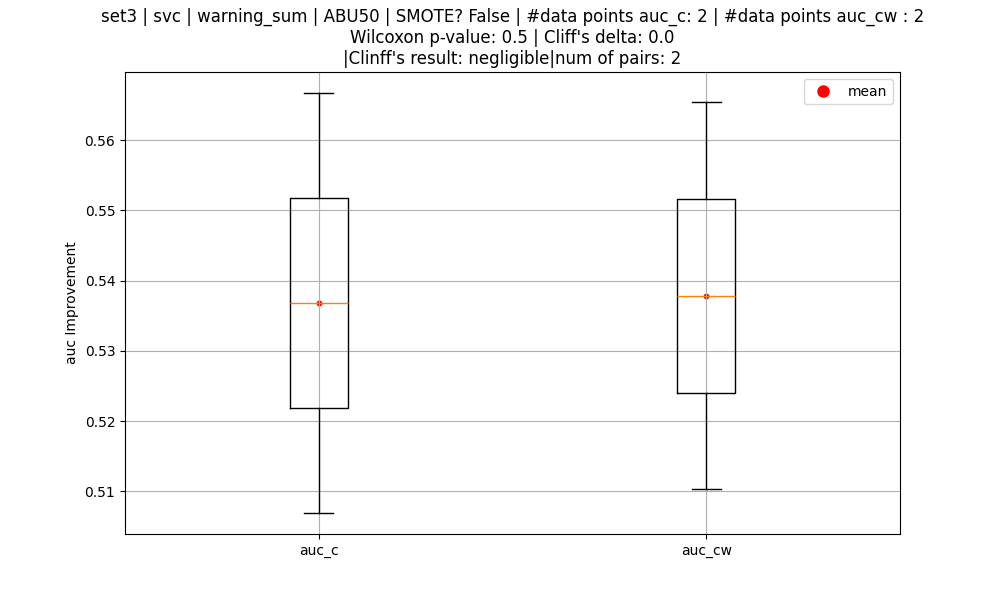 set3 | svc | warning_sum | ABU50 | SMOTE? False | #data points auc_c: 2 | #data points auc_cw : 2
Wilcoxon p-value: 0.5 | Cliff's delta: 0.0
|Clinff's result: negligible|num of pairs: 2
mean
0.56
0.55
0.54
0.53
0.52
0.51
auc Improvement
auc_c
auc_cw